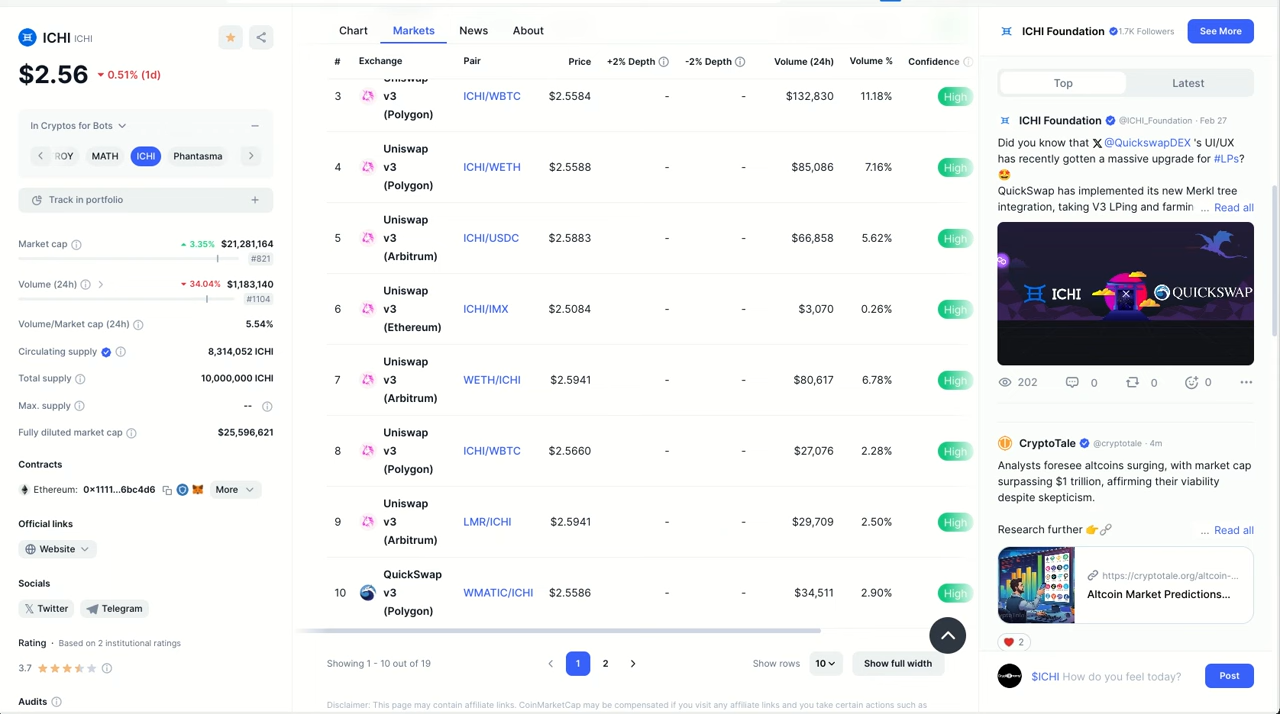 ICHI ICHI
$2.56 0.51% (1d)
In Cryptos for Bots
ROY MATH ICHI Phantasma
Track in portfolio
Market cap 3.35% $21,281,164
#821
Volume (24h) 34.04% $1,183,140
#1104
Volume/Market cap (24h) 5.54%
Circulating supply 8,314,052 ICHI
Total supply 10,000,000 ICHI
Max. supply --
Fully diluted market cap $25,596,621
Contracts
Ethereum: 0x1111...6bc4d6 More
Official links
Website
Socials
Twitter Telegram
Rating · Based on 2 institutional ratings
3.7
Audits
Chart Markets News About
# Exchange Pair Price +2% Depth -2% Depth Volume (24h) Volume % Confidence
3 Uniswap v3 (Polygon) ICHI/WBTC $2.5584 - - $132,830 11.18% High
4 Uniswap v3 (Polygon) ICHI/WETH $2.5588 - - $85,086 7.16% High
5 Uniswap v3 (Arbitrum) ICHI/USDC $2.5883 - - $66,858 5.62% High
6 Uniswap v3 (Ethereum) ICHI/IMX $2.5084 - - $3,070 0.26% High
7 Uniswap v3 (Arbitrum) WETH/ICHI $2.5941 - - $80,617 6.78% High
8 Uniswap v3 (Polygon) ICHI/WBTC $2.5660 - - $27,076 2.28% High
9 Uniswap v3 (Arbitrum) LMR/ICHI $2.5941 - - $29,709 2.50% High
10 QuickSwap v3 (Polygon) WMATIC/ICHI $2.5586 - - $34,511 2.90% High
Showing 1 - 10 out of 19
1 2
Show rows 10 Show full width
Disclaimer: This page may contain affiliate links. CoinMarketCap may be compensated if you visit any affiliate links and you take certain actions such as
ICHI Foundation 1.7K Followers See More
Top Latest
ICHI Foundation @ICHI_Foundation · Feb 27
Did you know that 𝕏 @QuickswapDEX 's UI/UX
has recently gotten a massive upgrade for #LPs?
🤩
QuickSwap has implemented its new Merkl tree
integration, taking V3 LPing and farmin ... Read all
ICHI QUICKSWAP
202 0 0 0
CryptoTale @cryptotale · 4m
Analysts foresee altcoins surging, with market cap
surpassing $1 trillion, affirming their viability
despite skepticism.
Research further 👉🔗 ... Read all
https://cryptotale.org/altcoin-...
Altcoin Market Predictions...
2
$ICHI How do you feel today? Post